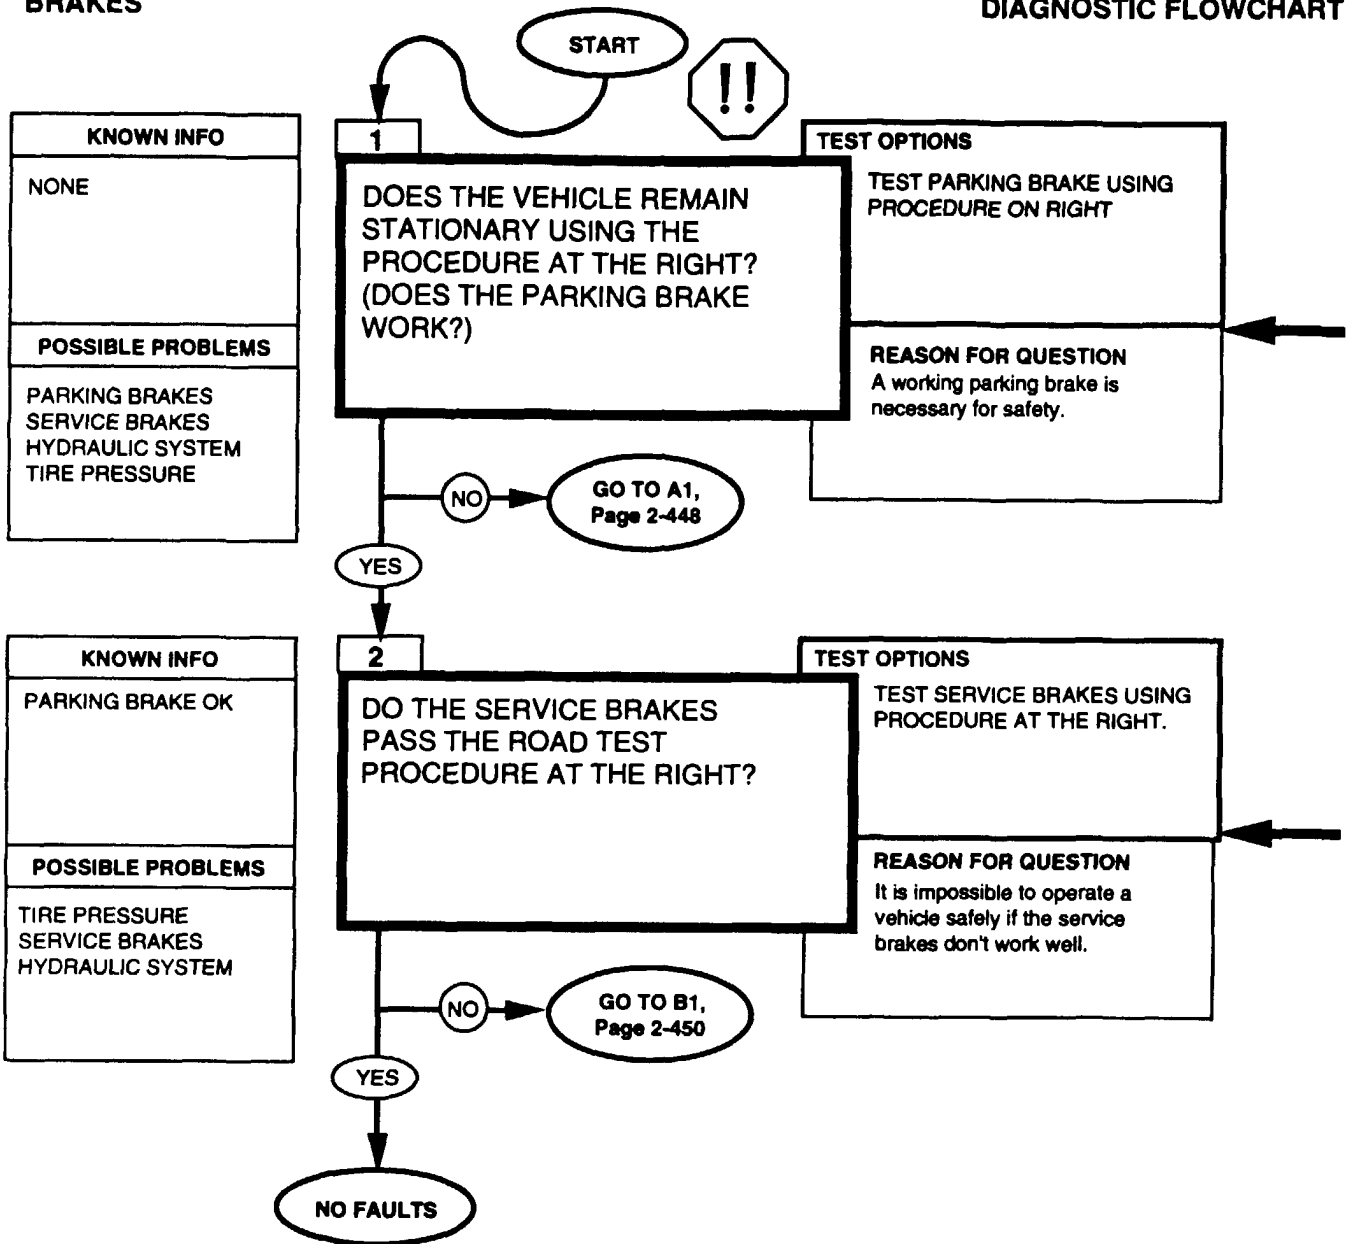 BRAKES
DIAGNOSTIC FLOWCHART
START
!!
KNOWN INFO
NONE
POSSIBLE PROBLEMS
PARKING BRAKES
SERVICE BRAKES
HYDRAULIC SYSTEM
TIRE PRESSURE
1
DOES THE VEHICLE REMAIN
STATIONARY USING THE
PROCEDURE AT THE RIGHT?
(DOES THE PARKING BRAKE
WORK?)
TEST OPTIONS
TEST PARKING BRAKE USING
PROCEDURE ON RIGHT
REASON FOR QUESTION
A working parking brake is
necessary for safety.
NO
GO TO A1,
Page 2-448
YES
KNOWN INFO
PARKING BRAKE OK
POSSIBLE PROBLEMS
TIRE PRESSURE
SERVICE BRAKES
HYDRAULIC SYSTEM
2
DO THE SERVICE BRAKES
PASS THE ROAD TEST
PROCEDURE AT THE RIGHT?
TEST OPTIONS
TEST SERVICE BRAKES USING
PROCEDURE AT THE RIGHT.
REASON FOR QUESTION
It is impossible to operate a
vehicle safely if the service
brakes don't work well.
NO
GO TO B1,
Page 2-450
YES
NO FAULTS